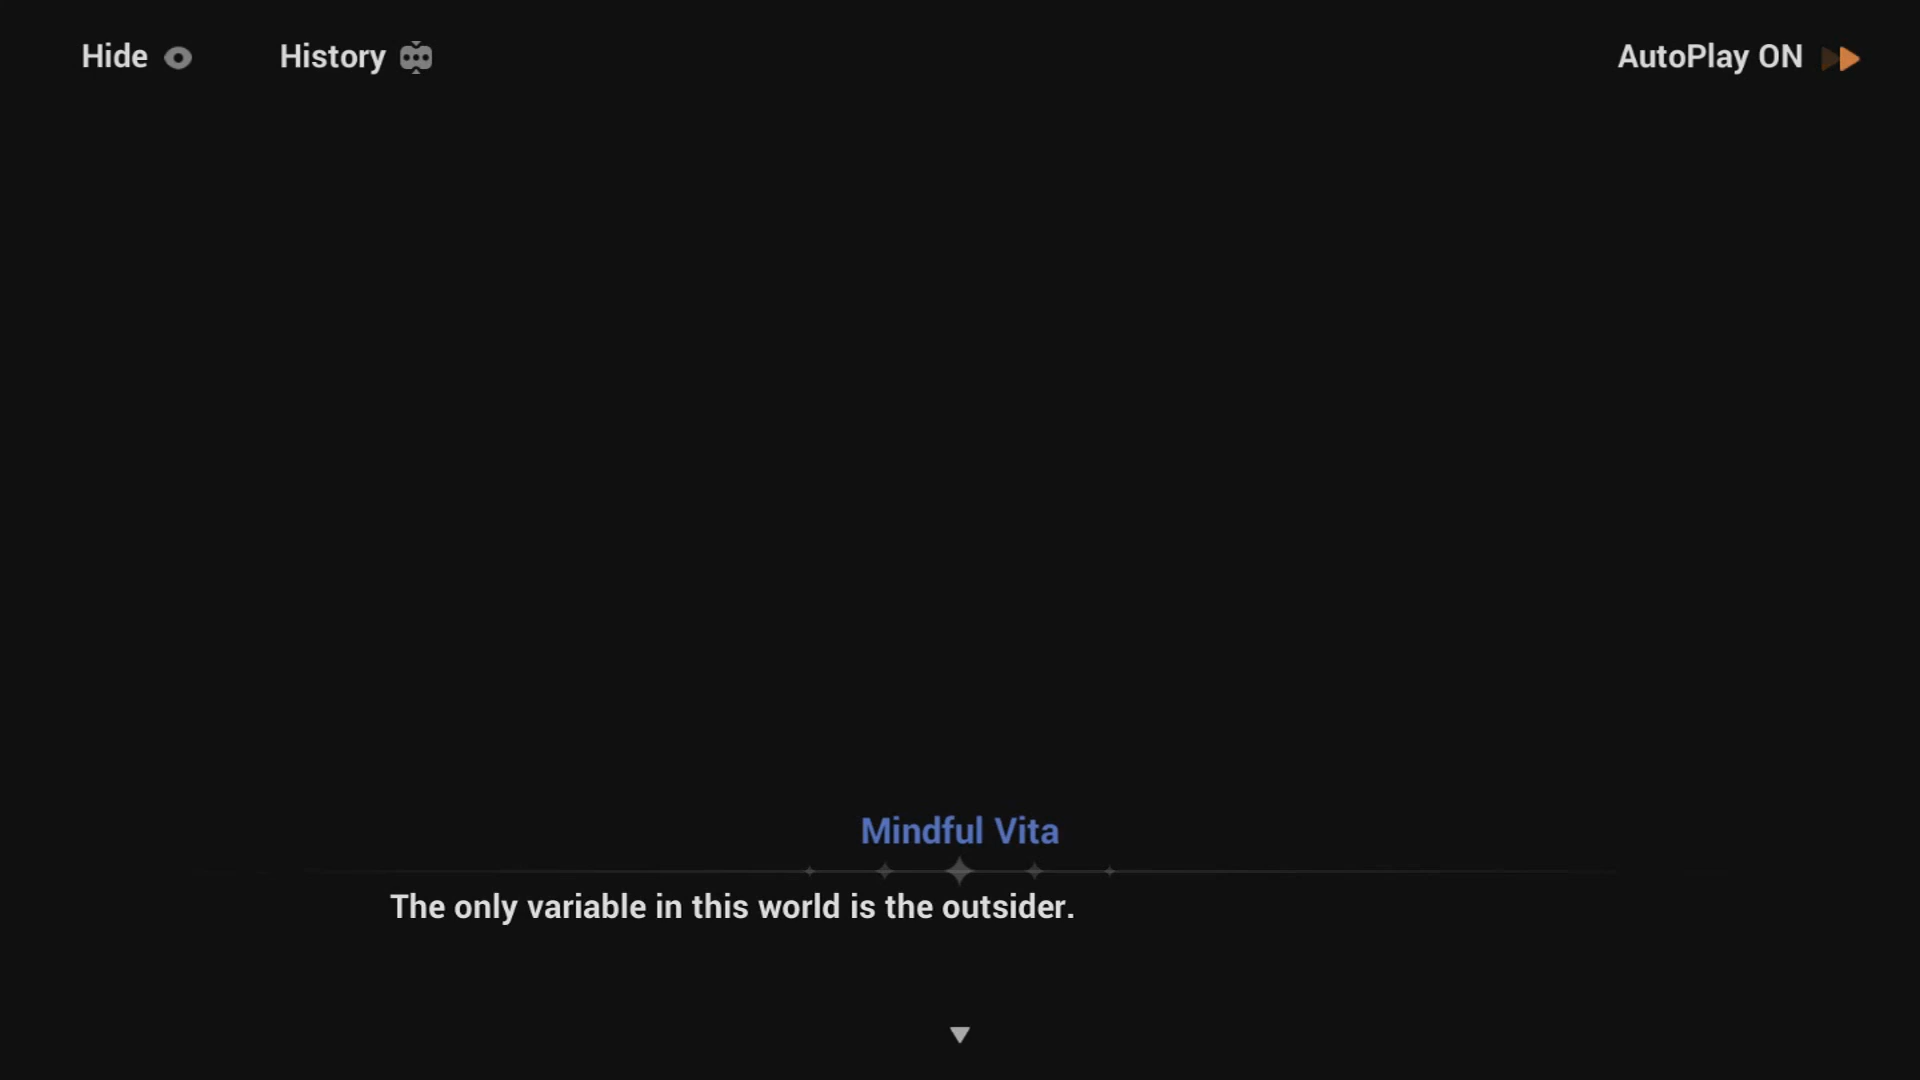 Hide
History
AutoPlay ON
Mindful Vita
The only variable in this world is the outsider.